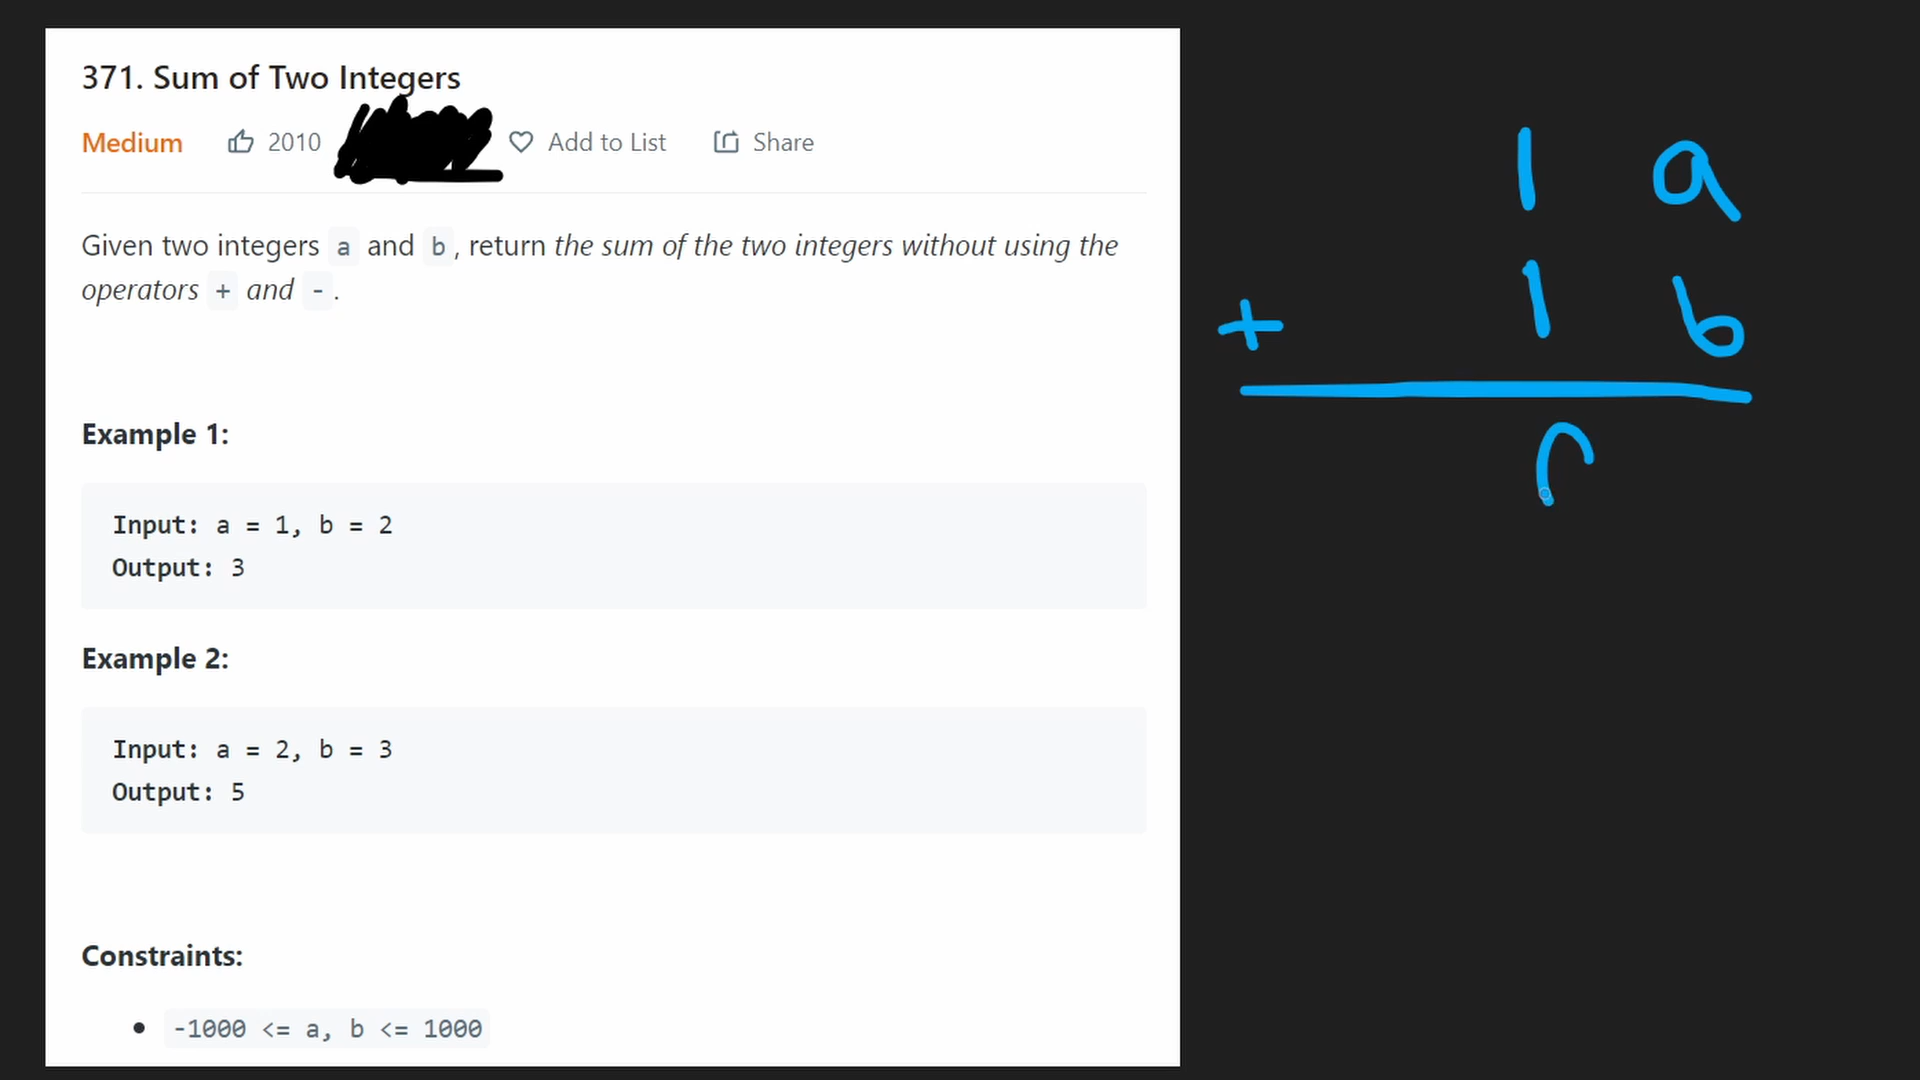 371. Sum of Two Integers
Medium 2010 Add to List Share
Given two integers a and b, return the sum of the two integers without using the
operators + and -.
Example 1:
Input: a = 1, b = 2
Output: 3
Example 2:
Input: a = 2, b = 3
Output: 5
Constraints:
• -1000 <= a, b <= 1000
1 a
+ 1 b